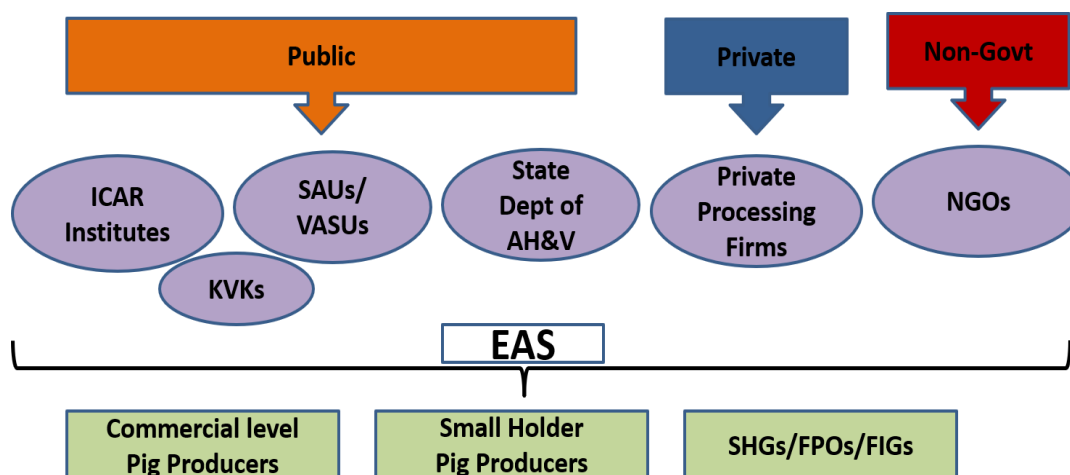 Public
Private
Non-Govt
ICAR
Institutes
SAUs/
VASUs
State
Dept of
AH&V
Private
Processing
Firms
NGOs
KVKs
EAS
Commercial level
Pig Producers
Small Holder
Pig Producers
SHGs/FPOs/FIGs